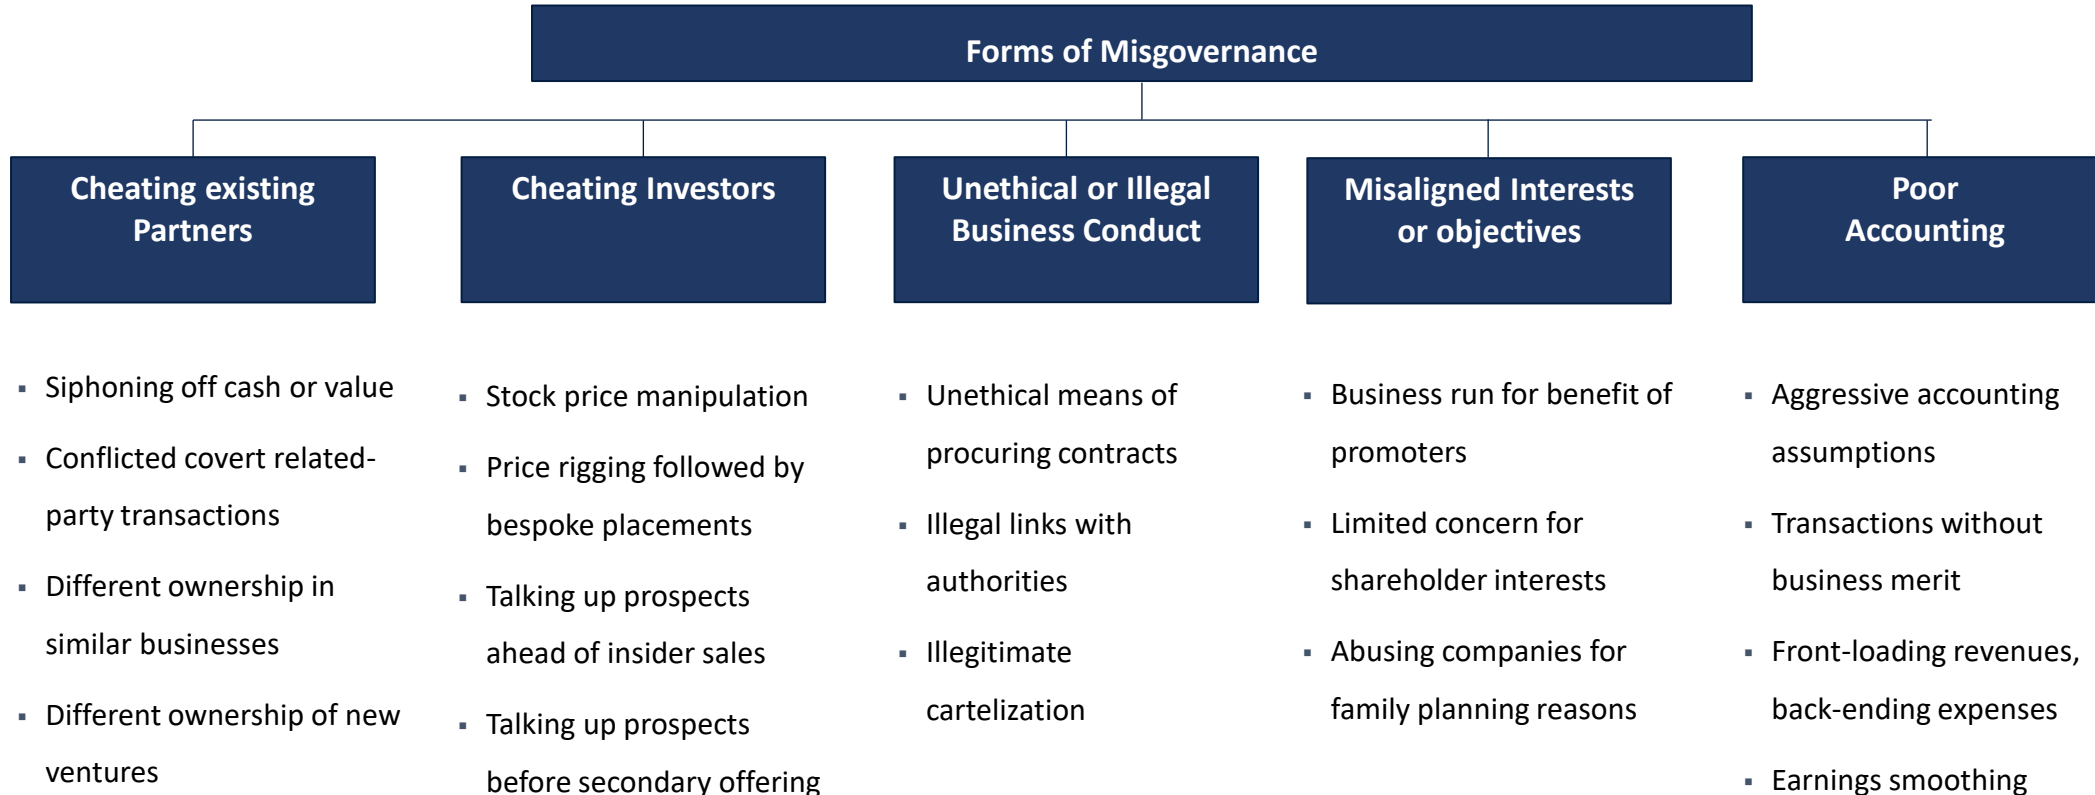 Forms of Misgovernance
Cheating existing
Partners
Cheating Investors
Unethical or Illegal
Business Conduct
Misaligned Interests
or objectives
Poor
Accounting
▪ Siphoning off cash or value
▪ Conflicted covert related-
party transactions
▪ Different ownership in
similar businesses
▪ Different ownership of new
ventures
▪ Stock price manipulation
▪ Price rigging followed by
bespoke placements
▪ Talking up prospects
ahead of insider sales
▪ Talking up prospects
before secondary offering
▪ Unethical means of
procuring contracts
▪ Illegal links with
authorities
▪ Illegitimate
cartelization
▪ Business run for benefit of
promoters
▪ Limited concern for
shareholder interests
▪ Abusing companies for
family planning reasons
▪ Aggressive accounting
assumptions
▪ Transactions without
business merit
▪ Front-loading revenues,
back-ending expenses
▪ Earnings smoothing